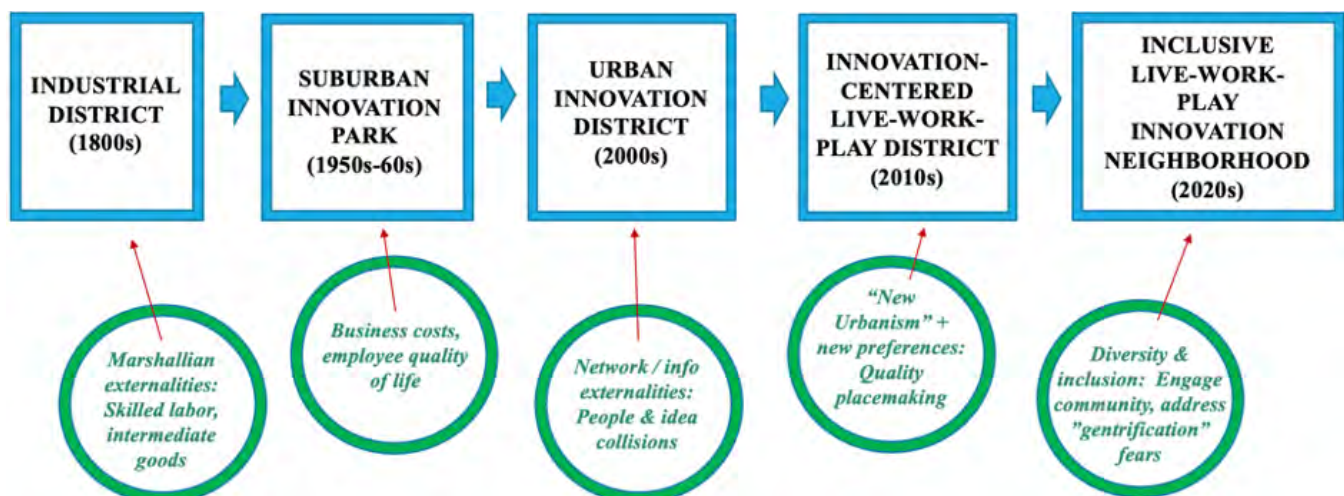 INDUSTRIAL
DISTRICT
(1800s)
SUBURBAN
INNOVATION
PARK
(1950s-60s)
URBAN
INNOVATION
DISTRICT
(2000s)
INNOVATION-
CENTERED
LIVE-WORK-
PLAY DISTRICT
(2010s)
INCLUSIVE
LIVE-WORK-
PLAY
INNOVATION
NEIGHBORHOOD
(2020s)
Marshallian
externalities:
Skilled labor,
intermediate
goods
Business costs,
employee quality
of life
Network / info
externalities:
People & idea
collisions
“New
Urbanism” +
new preferences:
Quality
placemaking
Diversity &
inclusion: Engage
community, address
”gentrification”
fears